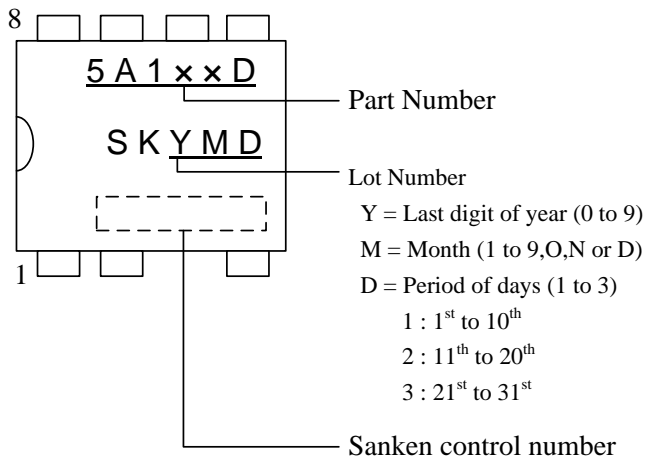 8
5 A 1 × × D
Part Number
S K Y M D
Lot Number
Y = Last digit of year (0 to 9)
M = Month (1 to 9,O,N or D)
D = Period of days (1 to 3)
1 : 1st to 10th
2 : 11th to 20th
3 : 21st to 31st
1
Sanken control number